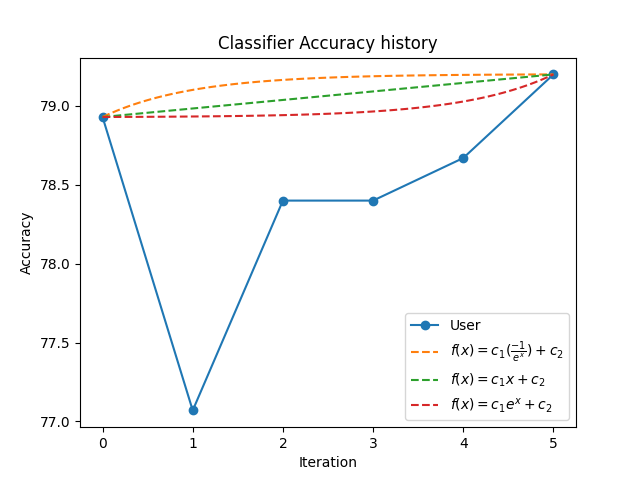 Classifier Accuracy history
Accuracy
79.0
78.5
78.0
77.5
77.0
0 1 2 3 4 5
Iteration
User
f(x) = c₁(−1/eˣ) + c₂
f(x) = c₁x + c₂
f(x) = c₁eˣ + c₂